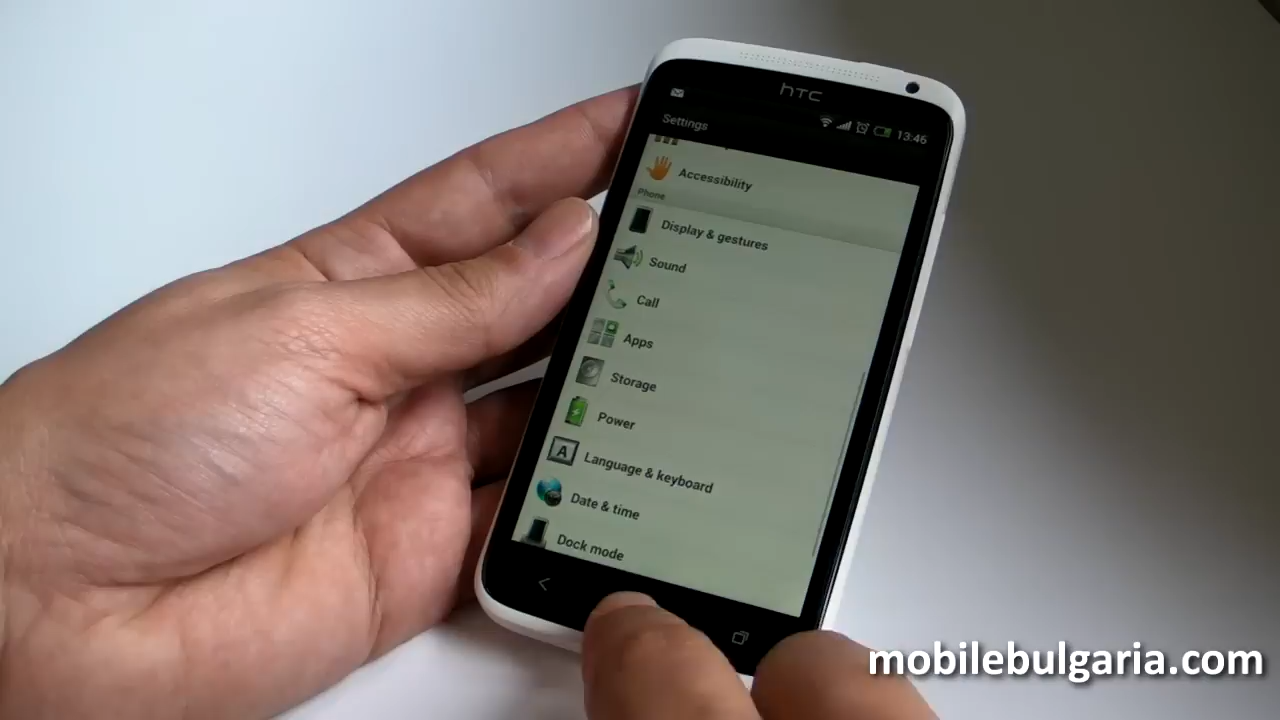 hTC
13:46
Settings
Accessibility
Phone
Display & gestures
Sound
Call
Apps
Storage
Power
A
Language & keyboard
Date & time
Dock mode
mobilebulgaria.com